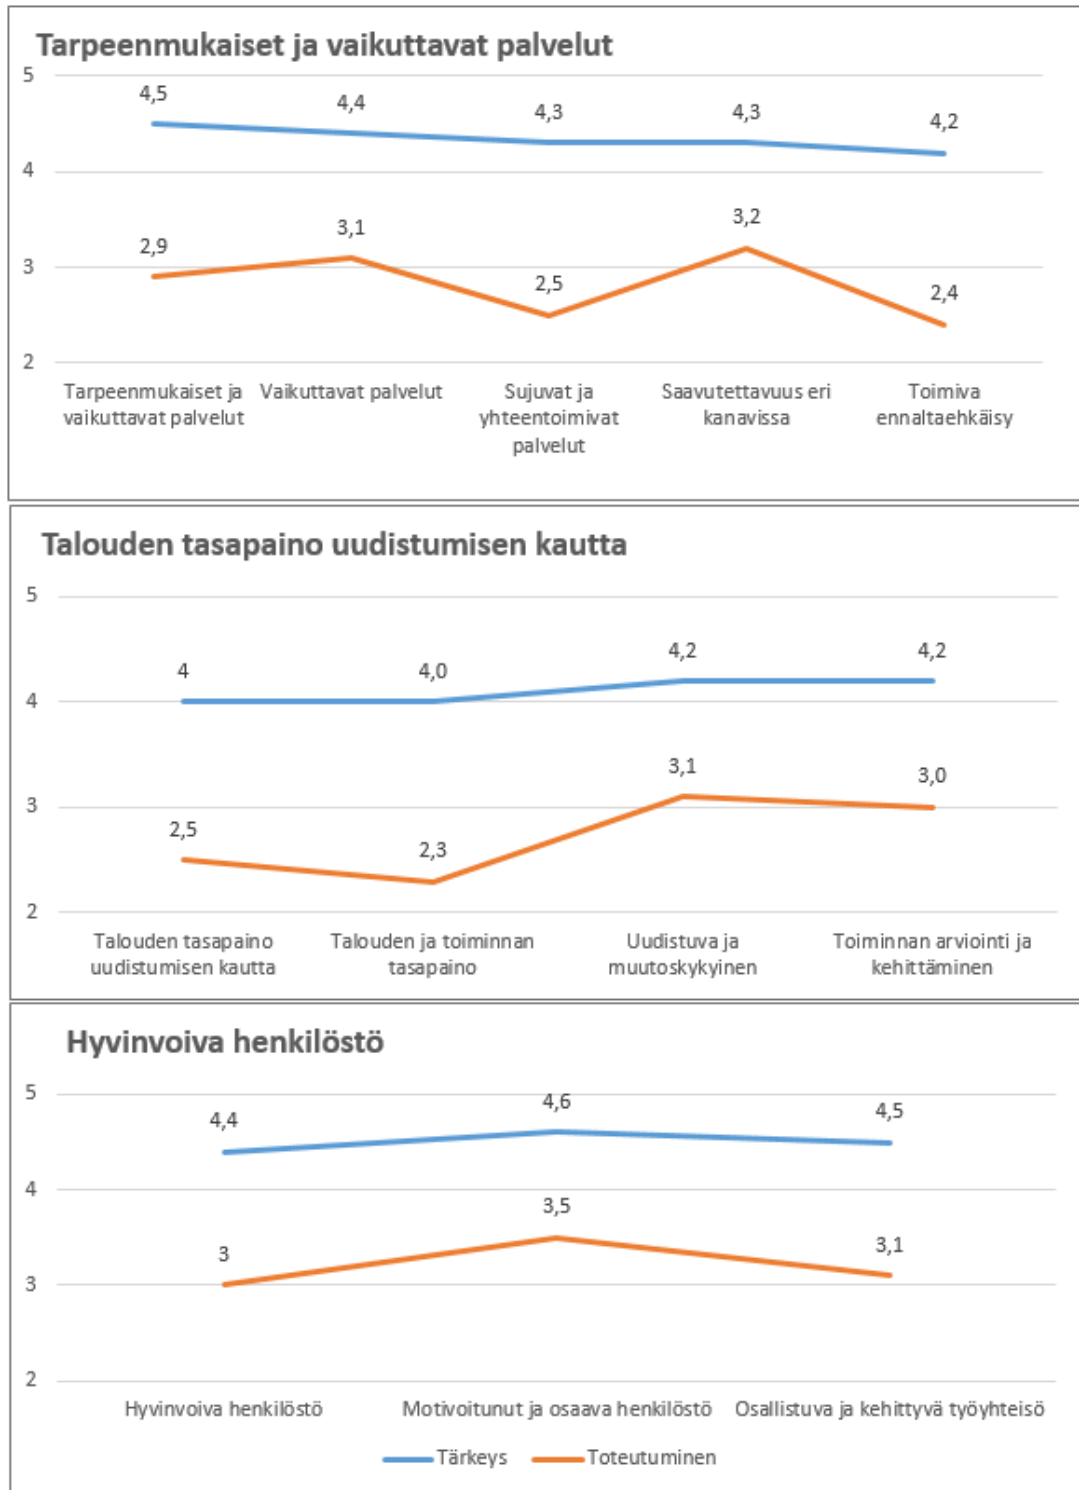 Tarpeenmukaiset ja vaikuttavat palvelut
5
4,5
4,4
4,3
4,3
4,2
4
3,2
3,1
2,9
3
2,5
2,4
2
Tarpeenmukaiset ja
vaikuttavat palvelut
Vaikuttavat palvelut
Sujuvat ja
yhteentoimivat
palvelut
Saavutettavuus eri
kanavissa
Toimiva
ennaltaehkäisy
Talouden tasapaino uudistumisen kautta
5
4
4,0
4,2
4,2
4
3,1
3,0
3
2,5
2,3
2
Talouden tasapaino
uudistumisen kautta
Talouden ja toiminnan
tasapaino
Uudistuva ja
muutoskykyinen
Toiminnan arviointi ja
kehittäminen
Hyvinvoiva henkilöstö
5
4,4
4,6
4,5
4
3
3,5
3,1
3
2
Hyvinvoiva henkilöstö
Motivoitunut ja osaava henkilöstö
Osallistuva ja kehittyvä työyhteisö
Tärkeys
Toteutuminen